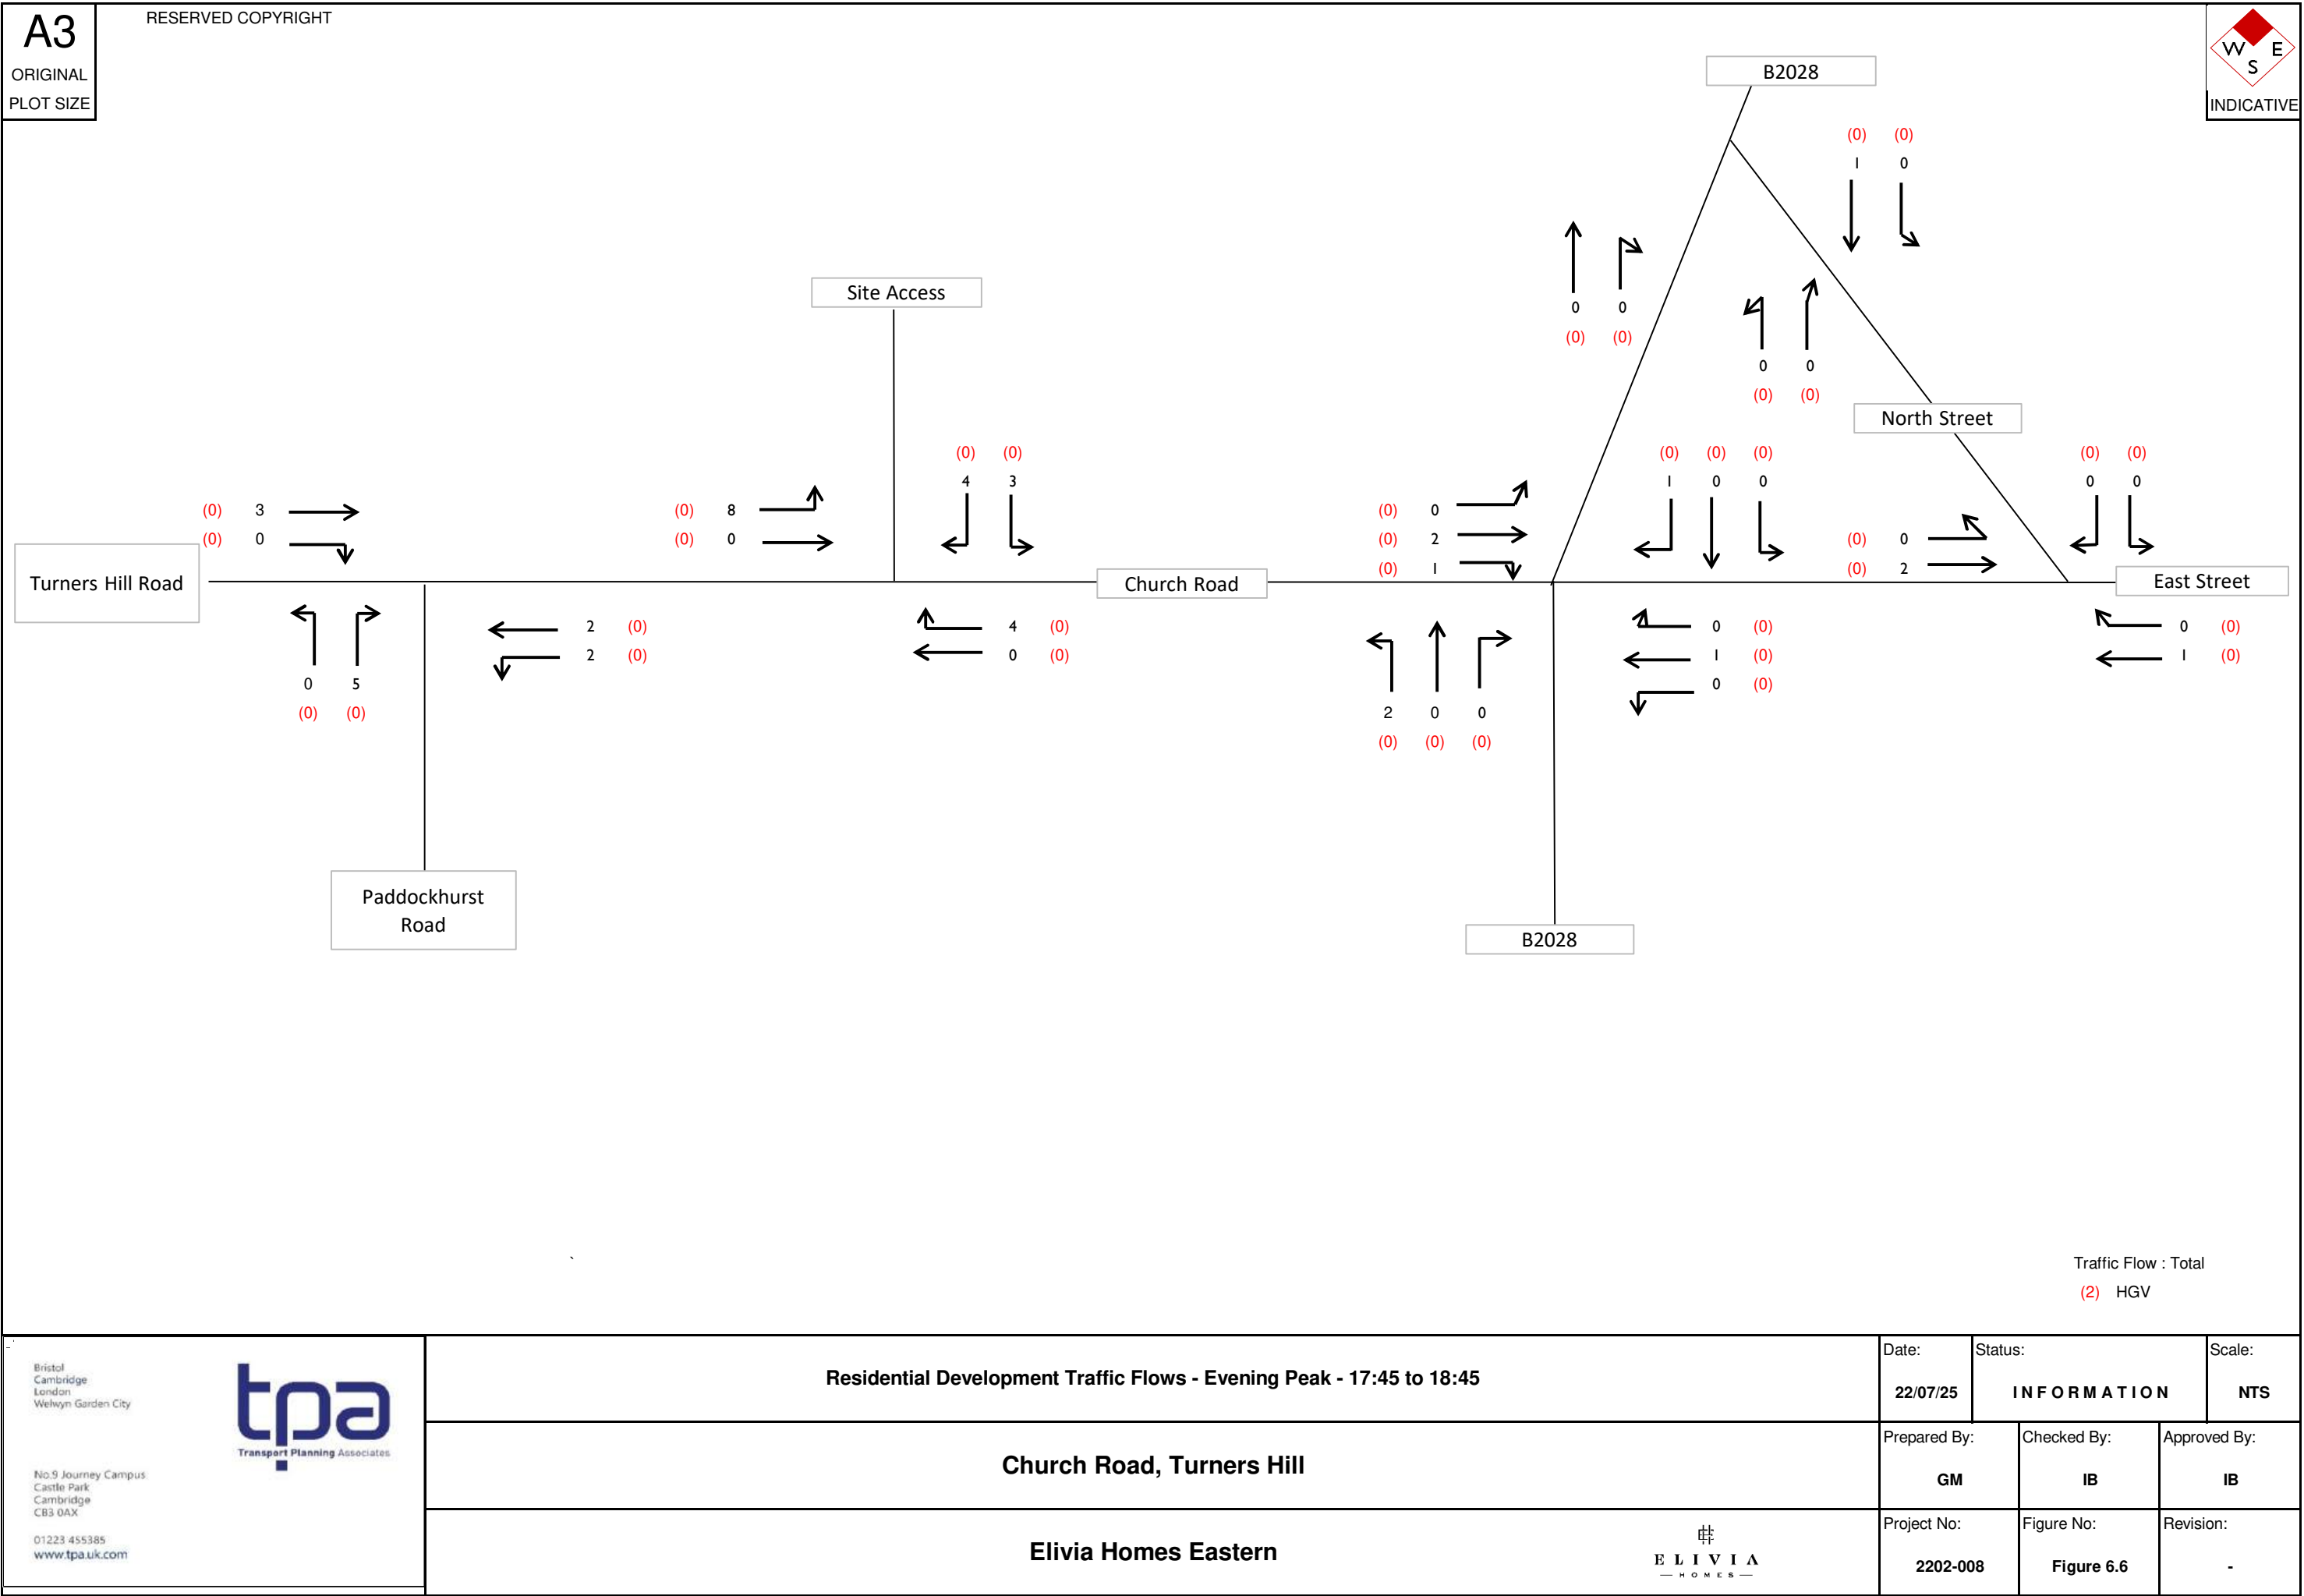 A3
ORIGINAL
PLOT SIZE
RESERVED COPYRIGHT
W E
S
INDICATIVE
B2028
(0) (0)
1 0
0 0
(0) (0)
0 0
(0) (0)
Site Access
North Street
(0) (0)
4 3
(0) (0) (0)
1 0 0
(0) (0)
0 0
(0) 3
(0) 0
(0) 8
(0) 0
(0) 0
(0) 2
(0) 1
(0) 0
(0) 2
Turners Hill Road
Church Road
East Street
2 (0)
2 (0)
4 (0)
0 (0)
0 (0)
1 (0)
0 (0)
0 (0)
1 (0)
0 5
(0) (0)
2 0 0
(0) (0) (0)
Paddockhurst
Road
B2028
`
Traffic Flow : Total
(2) HGV
Bristol
Cambridge
London
Welwyn Garden City
tpa
Transport Planning Associates
No.9 Journey Campus
Castle Park
Cambridge
CB3 0AX
01223 455385
www.tpa.uk.com
Residential Development Traffic Flows - Evening Peak - 17:45 to 18:45
Church Road, Turners Hill
Elivia Homes Eastern
ELIVIA
HOMES
Date:
22/07/25
Status:
INFORMATION
Scale:
NTS
Prepared By:
GM
Checked By:
IB
Approved By:
IB
Project No:
2202-008
Figure No:
Figure 6.6
Revision:
-